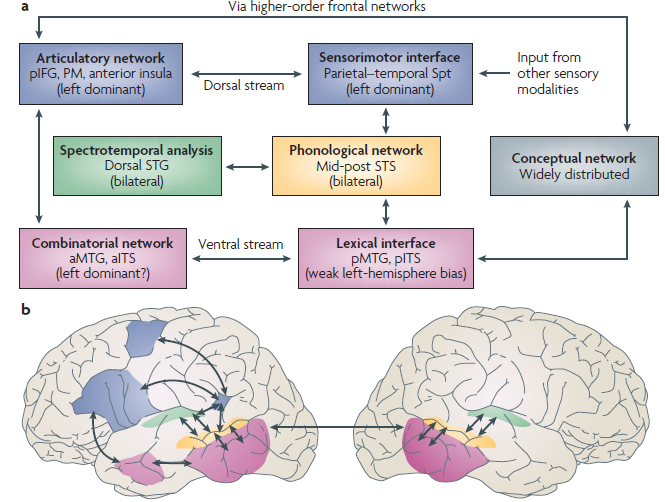 a
Via higher-order frontal networks
Articulatory network
pIFG, PM, anterior insula
(left dominant)
Dorsal stream
Sensorimotor interface
Parietal–temporal Spt
(left dominant)
Input from
other sensory
modalities
Spectrotemporal analysis
Dorsal STG
(bilateral)
Phonological network
Mid-post STS
(bilateral)
Conceptual network
Widely distributed
Combinatorial network
aMTG, aITS
(left dominant?)
Ventral stream
Lexical interface
pMTG, pITS
(weak left-hemisphere bias)
b